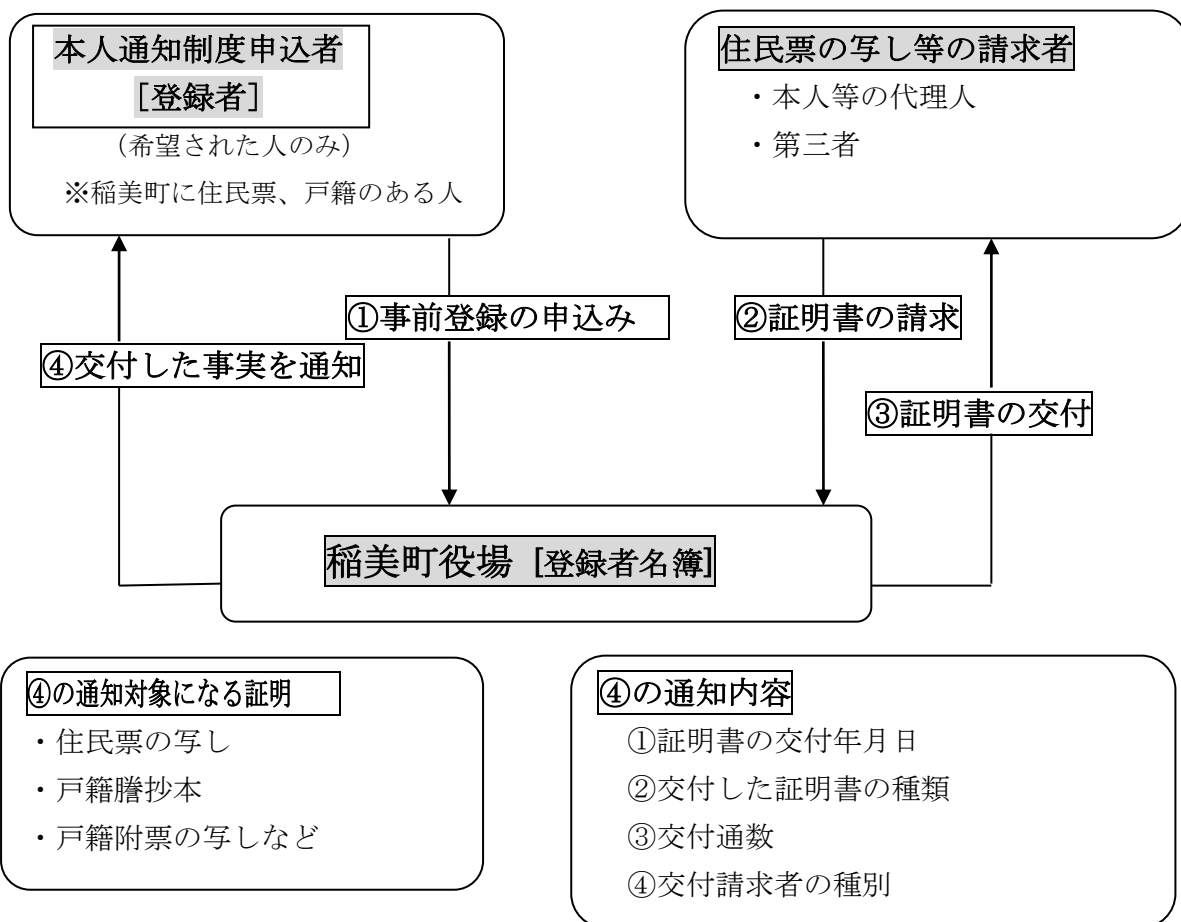 本人通知制度申込者
［登録者］
（希望された人のみ）
※稲美町に住民票、戸籍のある人
住民票の写し等の請求者
・本人等の代理人
・第三者
①事前登録の申込み
②証明書の請求
④交付した事実を通知
③証明書の交付
稲美町役場［登録者名簿］
④の通知対象になる証明
・住民票の写し
・戸籍謄抄本
・戸籍附票の写しなど
④の通知内容
①証明書の交付年月日
②交付した証明書の種類
③交付通数
④交付請求者の種別